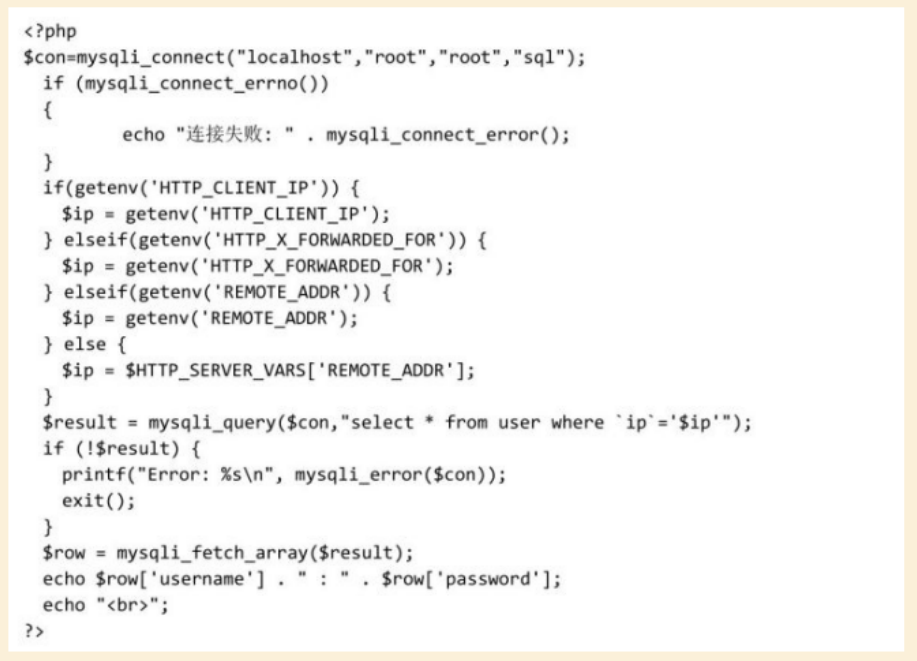 <?php
$con=mysqli_connect("localhost","root","root","sql");
  if (mysqli_connect_errno())
  {
          echo "连接失败: " . mysqli_connect_error();
  }
  if(getenv('HTTP_CLIENT_IP')) {
    $ip = getenv('HTTP_CLIENT_IP');
  } elseif(getenv('HTTP_X_FORWARDED_FOR')) {
    $ip = getenv('HTTP_X_FORWARDED_FOR');
  } elseif(getenv('REMOTE_ADDR')) {
    $ip = getenv('REMOTE_ADDR');
  } else {
    $ip = $HTTP_SERVER_VARS['REMOTE_ADDR'];
  }
  $result = mysqli_query($con,"select * from user where `ip`='$ip'");
  if (!$result) {
    printf("Error: %s\n", mysqli_error($con));
    exit();
  }
  $row = mysqli_fetch_array($result);
  echo $row['username'] . " : " . $row['password'];
  echo "<br>";
?>